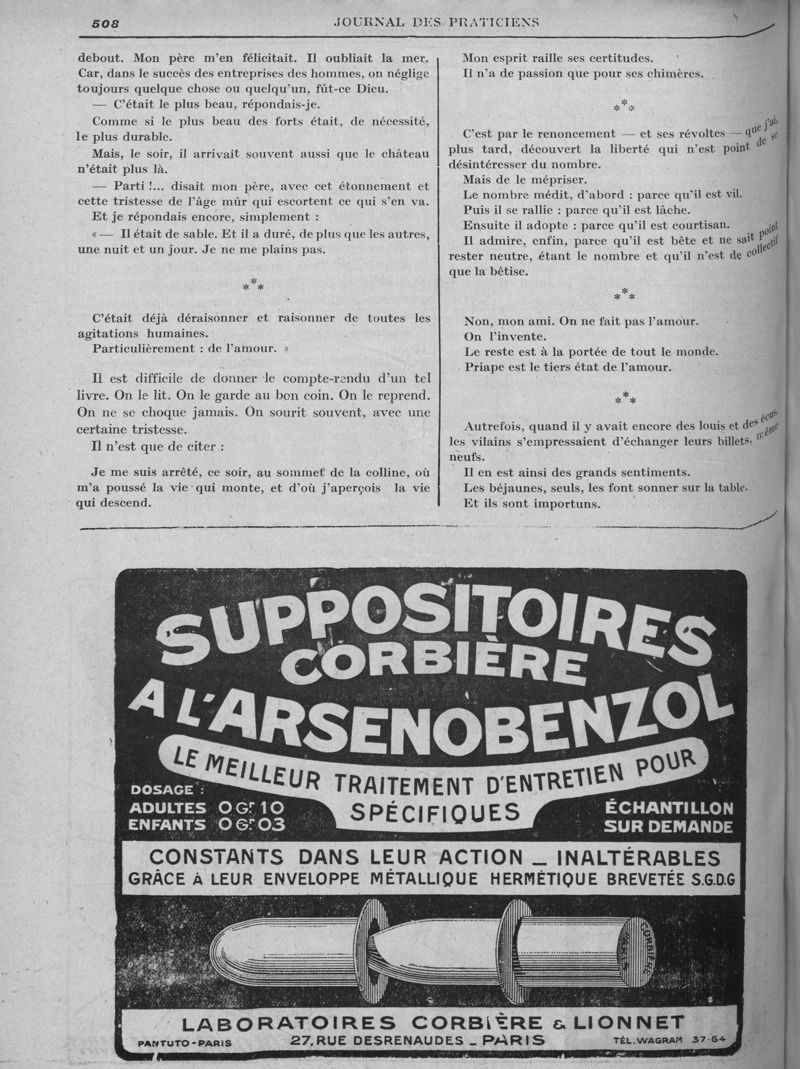 508
JOURNAL DES PRATICIENS
debout. Mon père m'en félicitait. Il oubliait la mer.
Car, dans le succès des entreprises des hommes, on néglige
toujours quelque chose ou quelqu'un, fût-ce Dieu.
— C'était le plus beau, répondais-je.
Comme si le plus beau des forts était, de nécessité,
le plus durable.
Mais, le soir, il arrivait souvent aussi que le château
n'était plus là.
— Parti !... disait mon père, avec cet étonnement et
cette tristesse de l'âge mûr qui escortent ce qui s'en va.
Et je répondais encore, simplement :
« — Il était de sable. Et il a duré, de plus que les autres,
une nuit et un jour. Je ne me plains pas.
***
C'était déjà déraisonner et raisonner de toutes les
agitations humaines.
Particulièrement : de l'amour. »
Il est difficile de donner le compte-rendu d'un tel
livre. On le lit. On le garde au bon coin. On le reprend.
On ne se choque jamais. On sourit souvent, avec une
certaine tristesse.
Il n'est que de citer :
Je me suis arrêté, ce soir, au sommet de la colline, où
m'a poussé la vie qui monte, et d'où j'aperçois la vie
qui descend.
Mon esprit raille ses certitudes.
Il n'a de passion que pour ses chimères.
***
C'est par le renoncement — et ses révoltes — que j'ai,
plus tard, découvert la liberté qui n'est point de se
désintéresser du nombre.
Mais de le mépriser.
Le nombre médit, d'abord : parce qu'il est vil.
Puis il se rallie : parce qu'il est lâche.
Ensuite il adopte : parce qu'il est courtisan.
Il admire, enfin, parce qu'il est bête et ne sait point
rester neutre, étant le nombre et qu'il n'est de collectif
que la bêtise.
***
Non, mon ami. On ne fait pas l'amour.
On l'invente.
Le reste est à la portée de tout le monde.
Priape est le tiers état de l'amour.
***
Autrefois, quand il y avait encore des louis et des écus,
les vilains s'empressaient d'échanger leurs billets, même
neufs.
Il en est ainsi des grands sentiments.
Les béjaunes, seuls, les font sonner sur la table.
Et ils sont importuns.
SUPPOSITOIRES
CORBIÈRE
A L'ARSENOBENZOL
LE MEILLEUR TRAITEMENT D'ENTRETIEN POUR
SPÉCIFIQUES
DOSAGE :
ADULTES 0 Gr 10
ENFANTS 0 Gr 03
ÉCHANTILLON
SUR DEMANDE
CONSTANTS DANS LEUR ACTION _ INALTÉRABLES
GRÂCE A LEUR ENVELOPPE MÉTALLIQUE HERMÉTIQUE BREVETÉE S.G.D.G
CORBIÈRE
PARIS
LABORATOIRES CORBIÈRE & LIONNET
PANTUTO-PARIS
27, RUE DESRENAUDES _ PARIS
TÉL. WAGRAM 37-64